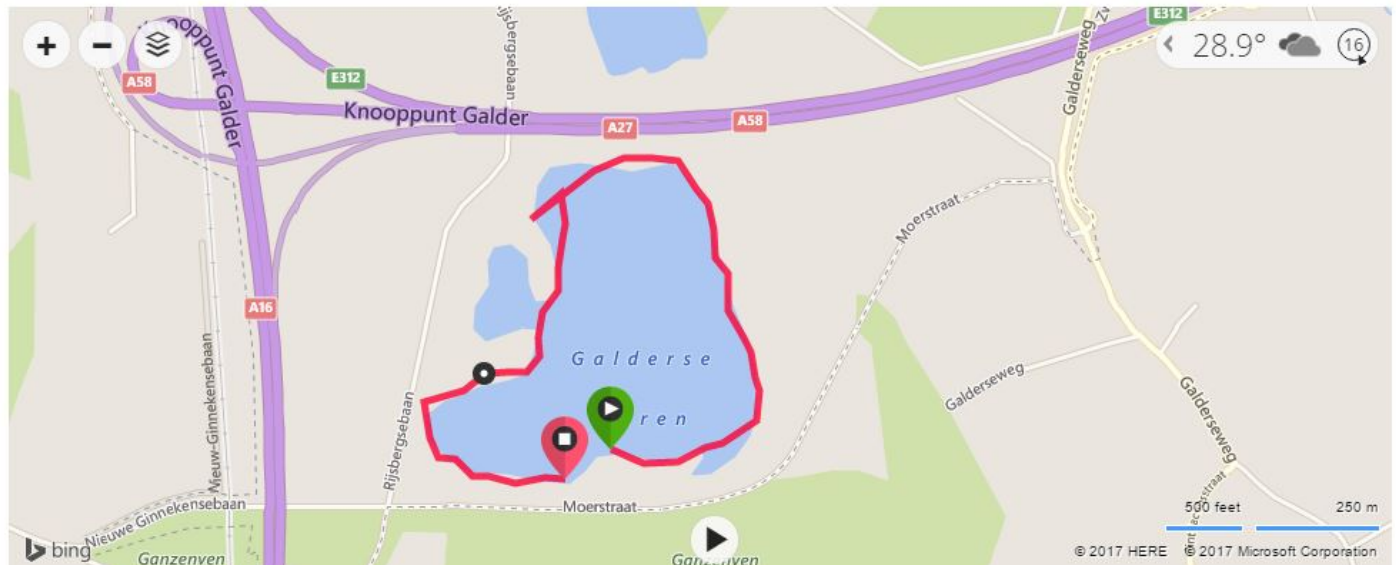 +
−
Knooppunt Galder
Rijsbergsebaan
E312
28.9°
16
A58
E312
Knooppunt Galder
A27
A58
Galderseweg
Moerstraat
A16
Galderse
ren
Galderseweg
Galderseweg
Nieuw-Ginnekensebaan
Rijsbergsebaan
Moerstraat
Nieuwe Ginnekensebaan
500 feet
250 m
bing
Ganzenven
Ganzenven
© 2017 HERE © 2017 Microsoft Corporation